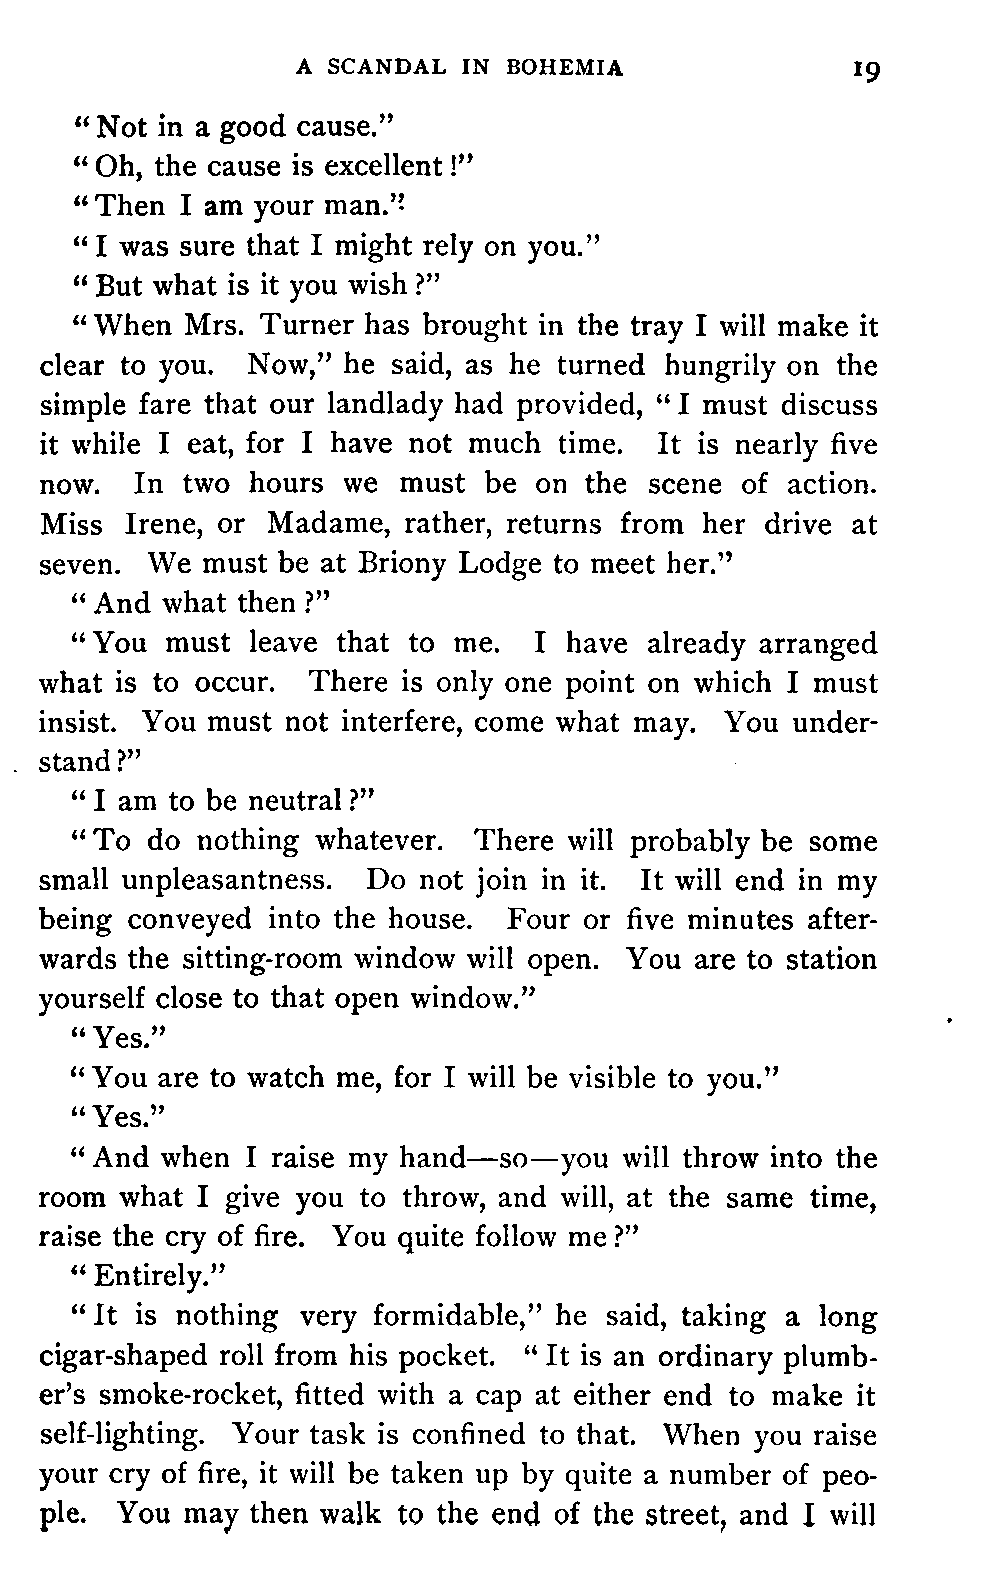 A SCANDAL IN BOHEMIA 19
“Not in a good cause.”
“Oh, the cause is excellent!”
“Then I am your man.”
“I was sure that I might rely on you.”
“But what is it you wish?”
“When Mrs. Turner has brought in the tray I will make it
clear to you. Now,” he said, as he turned hungrily on the
simple fare that our landlady had provided, “I must discuss
it while I eat, for I have not much time. It is nearly five
now. In two hours we must be on the scene of action.
Miss Irene, or Madame, rather, returns from her drive at
seven. We must be at Briony Lodge to meet her.”
“And what then?”
“You must leave that to me. I have already arranged
what is to occur. There is only one point on which I must
insist. You must not interfere, come what may. You under-
stand?”
“I am to be neutral?”
“To do nothing whatever. There will probably be some
small unpleasantness. Do not join in it. It will end in my
being conveyed into the house. Four or five minutes after-
wards the sitting-room window will open. You are to station
yourself close to that open window.”
“Yes.”
“You are to watch me, for I will be visible to you.”
“Yes.”
“And when I raise my hand—so—you will throw into the
room what I give you to throw, and will, at the same time,
raise the cry of fire. You quite follow me?”
“Entirely.”
“It is nothing very formidable,” he said, taking a long
cigar-shaped roll from his pocket. “It is an ordinary plumb-
er’s smoke-rocket, fitted with a cap at either end to make it
self-lighting. Your task is confined to that. When you raise
your cry of fire, it will be taken up by quite a number of peo-
ple. You may then walk to the end of the street, and I will